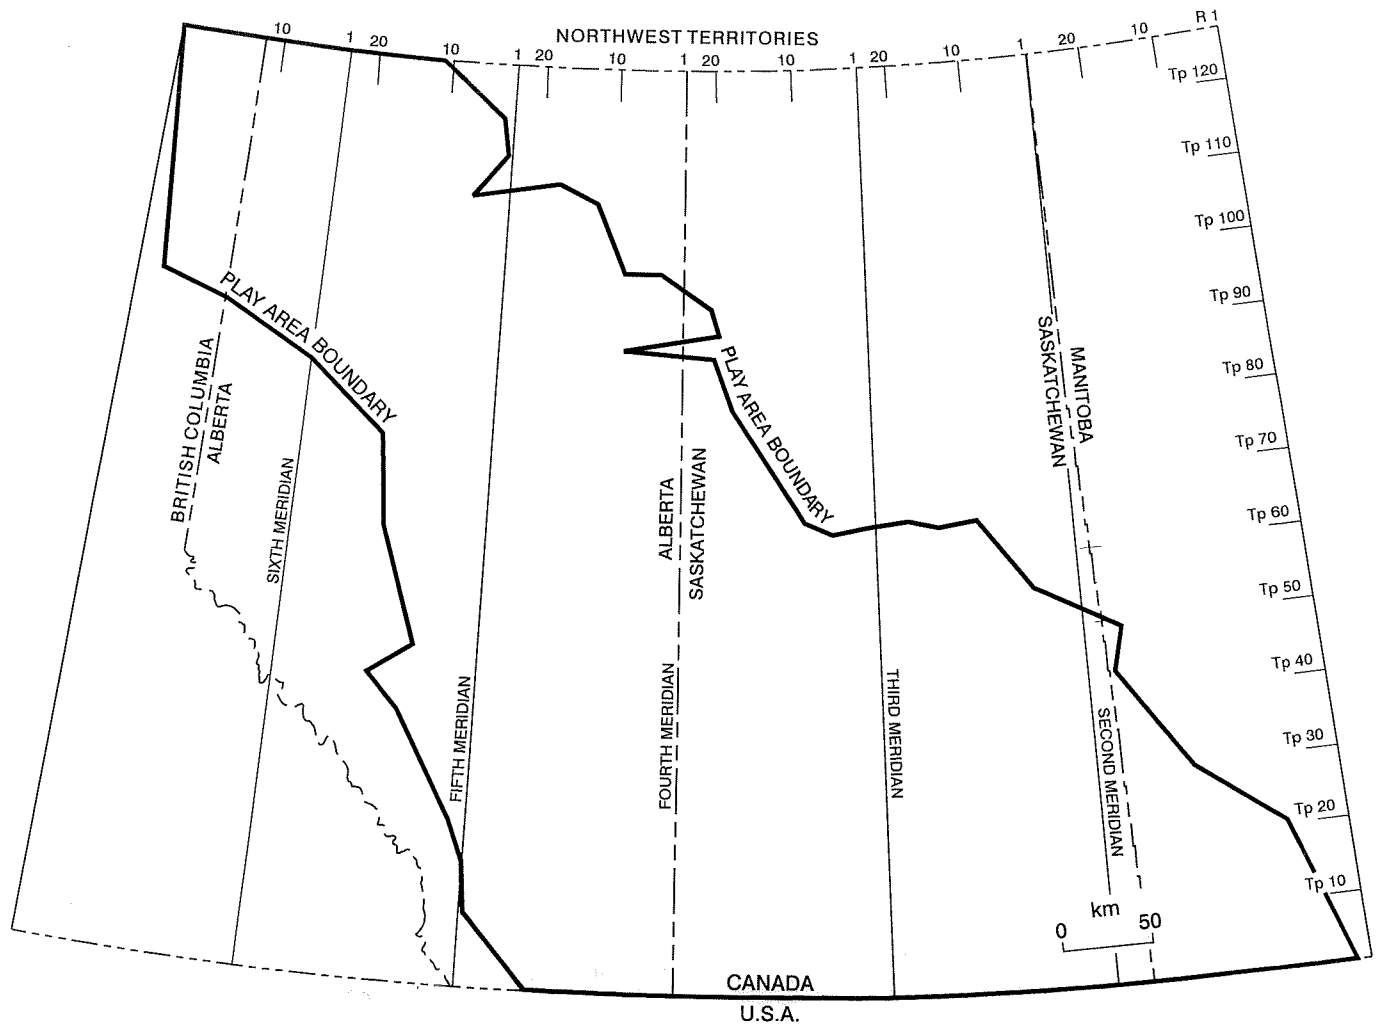 R 1
10
1
20
10
1
20
NORTHWEST TERRITORIES
10
1
20
10
1
20
10
1
20
10
Tp 120
Tp 110
Tp 100
Tp 90
Tp 80
Tp 70
Tp 60
Tp 50
Tp 40
Tp 30
Tp 20
Tp 10
PLAY AREA BOUNDARY
BRITISH COLUMBIA
ALBERTA
SIXTH MERIDIAN
FIFTH MERIDIAN
ALBERTA
SASKATCHEWAN
FOURTH MERIDIAN
PLAY AREA BOUNDARY
THIRD MERIDIAN
SASKATCHEWAN
MANITOBA
SECOND MERIDIAN
km
0 50
CANADA
U.S.A.